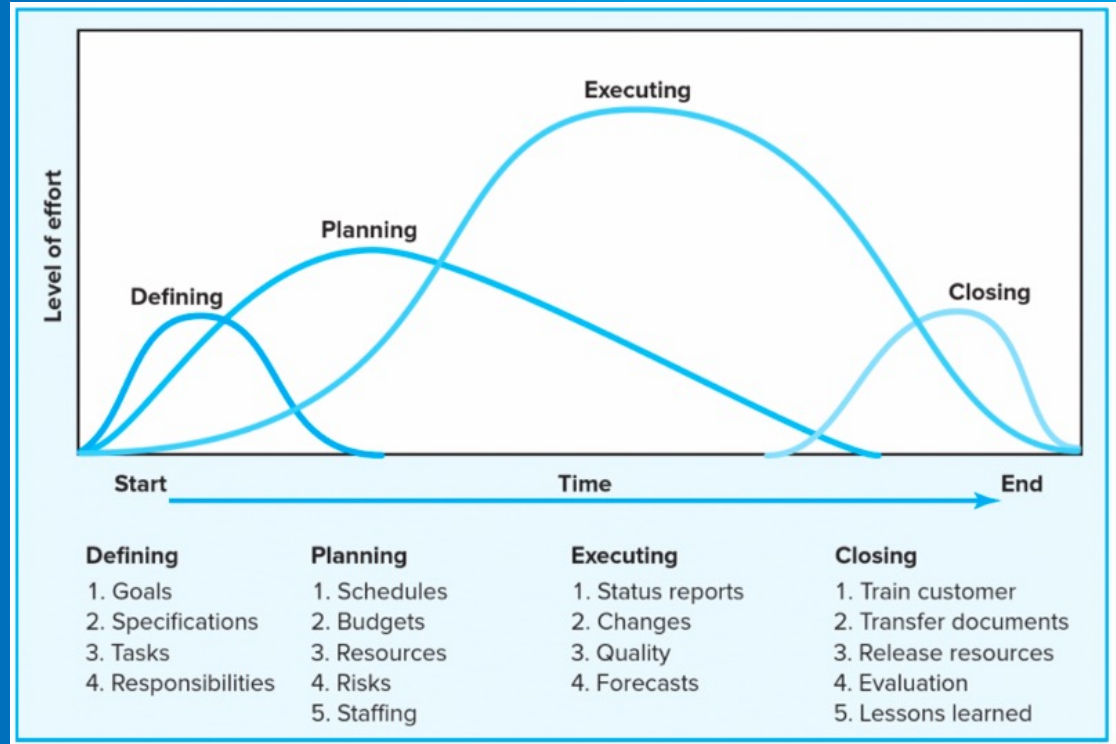 Executing
Planning
Defining
Closing
Level of effort
Start
Time
End
Defining
1. Goals
2. Specifications
3. Tasks
4. Responsibilities
Planning
1. Schedules
2. Budgets
3. Resources
4. Risks
5. Staffing
Executing
1. Status reports
2. Changes
3. Quality
4. Forecasts
Closing
1. Train customer
2. Transfer documents
3. Release resources
4. Evaluation
5. Lessons learned